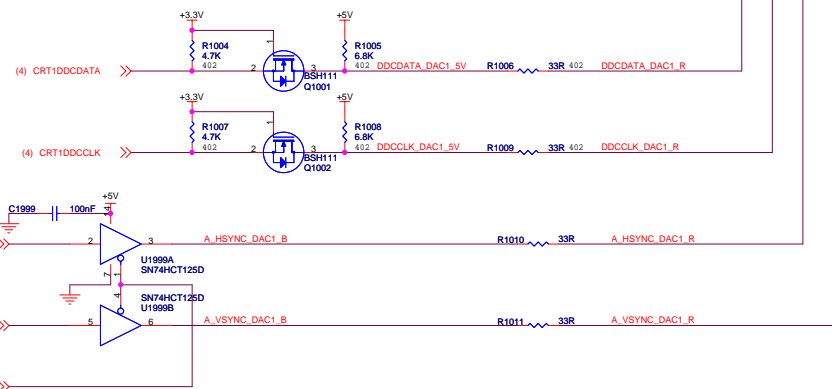 +3.3V
+5V
1
R1004
4.7K
402
R1005
6.8K
402
(4) CRT1DDCDATA
2
3
BSH111
Q1001
DDCDATA_DAC1_5V
R1006
33R 402
DDCDATA_DAC1_R
+3.3V
+5V
1
R1007
4.7K
402
R1008
6.8K
402
(4) CRT1DDCCLK
2
3
BSH111
Q1002
DDCCLK_DAC1_5V
R1009
33R 402
DDCCLK_DAC1_R
+5V
C1999
100nF
14
2
3
A_HSYNC_DAC1_B
R1010
33R
A_HSYNC_DAC1_R
U1999A
SN74HCT125D
7
1
4
SN74HCT125D
U1999B
5
6
A_VSYNC_DAC1_B
R1011
33R
A_VSYNC_DAC1_R